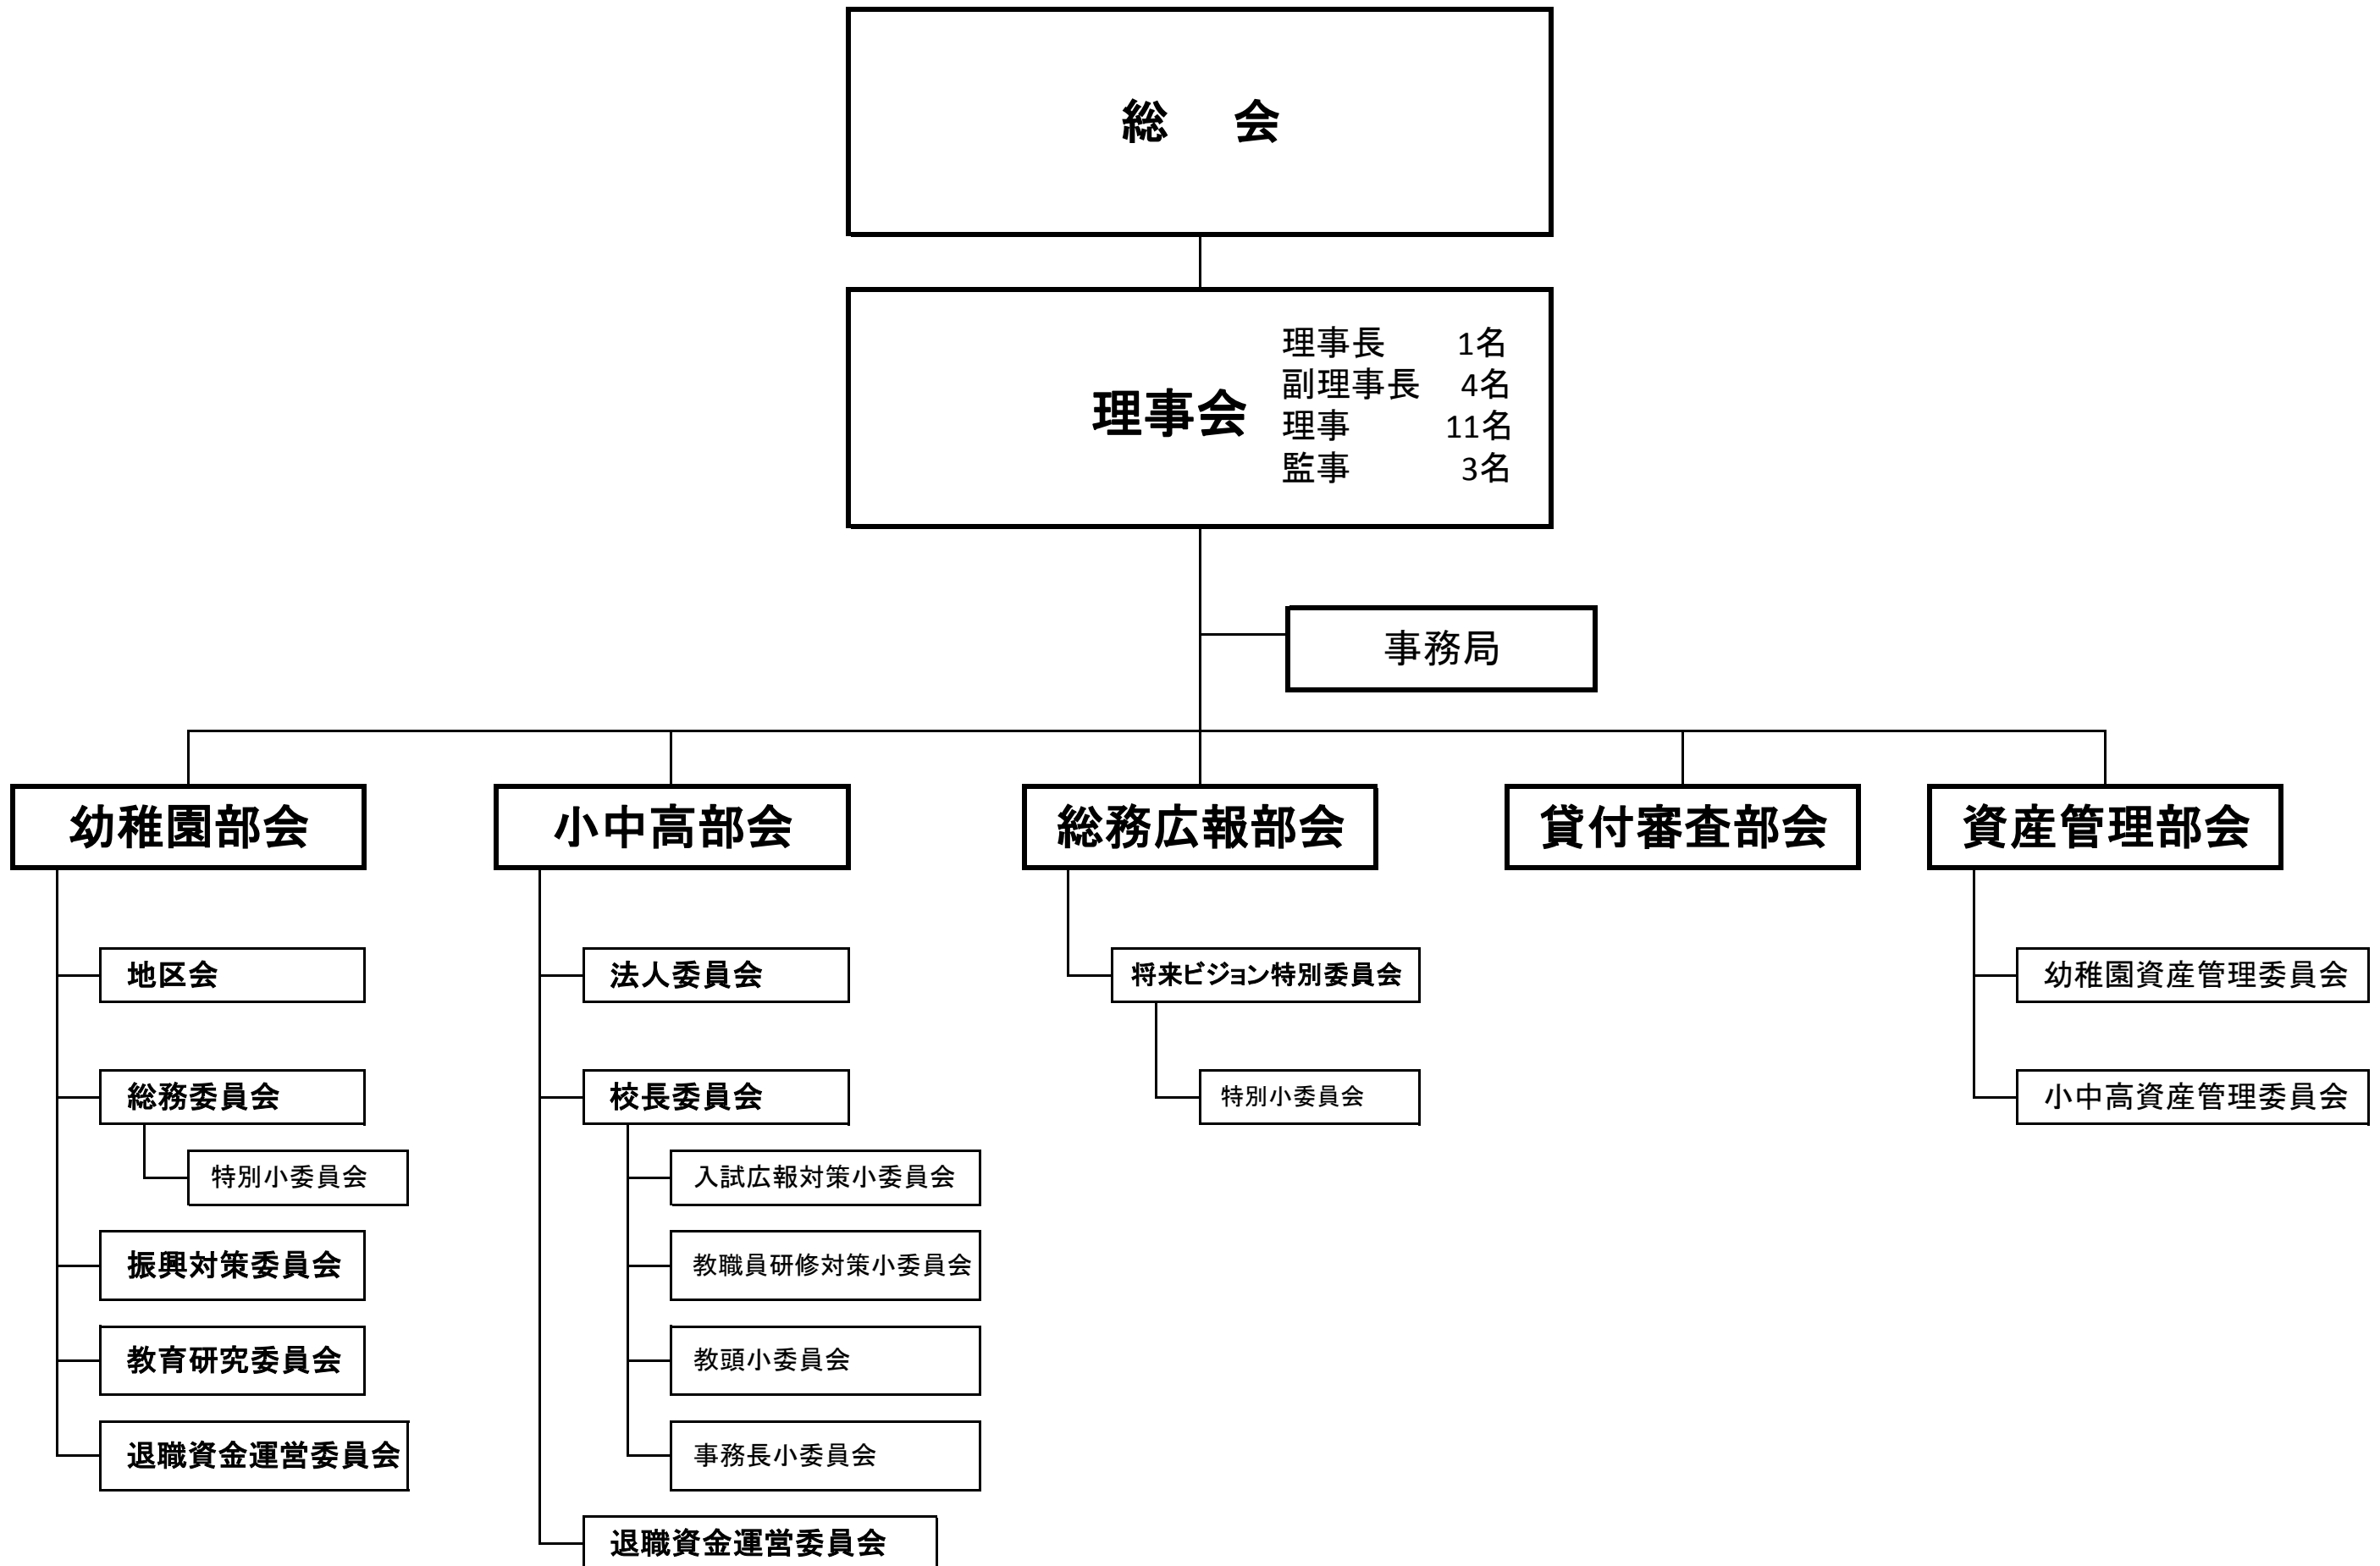 総 会
理事会
理事長 1名
副理事長 4名
理事 11名
監事 3名
事務局
幼稚園部会
小中高部会
総務広報部会
貸付審査部会
資産管理部会
地区会
総務委員会
特別小委員会
振興対策委員会
教育研究委員会
退職資金運営委員会
法人委員会
校長委員会
入試広報対策小委員会
教職員研修対策小委員会
教頭小委員会
事務長小委員会
退職資金運営委員会
将来ビジョン特別委員会
特別小委員会
幼稚園資産管理委員会
小中高資産管理委員会